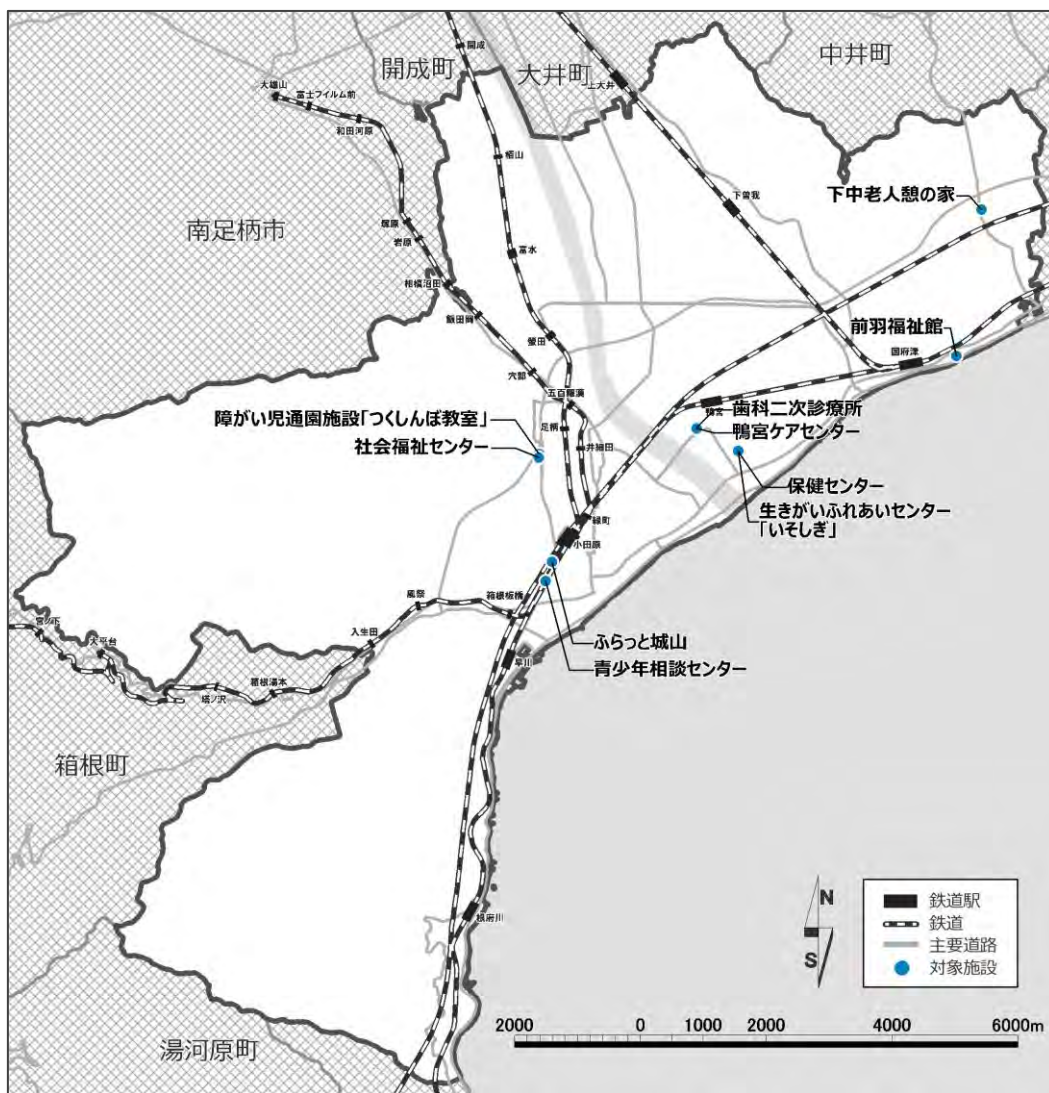 開成町
大井町
中井町
開成
上大井
大雄山
富士フイルム前
和田河原
栢山
下曽我
下中老人憩の家
南足柄市
塚原
岩原
富水
相模沼田
飯田岡
前羽福祉館
螢田
国府津
穴部
五百羅漢
鴨宮
障がい児通園施設「つくしんぼ教室」
足柄
歯科二次診療所
社会福祉センター
井細田
鴨宮ケアセンター
保健センター
緑町
生きがいふれあいセンター
「いそしぎ」
小田原
箱根板橋
風祭
宮ノ下
入生田
大平台
ふらっと城山
早川
青少年相談センター
箱根湯本
塔ノ沢
箱根町
N
S
鉄道駅
鉄道
主要道路
対象施設
根府川
2000 0 1000 2000 4000 6000m
湯河原町